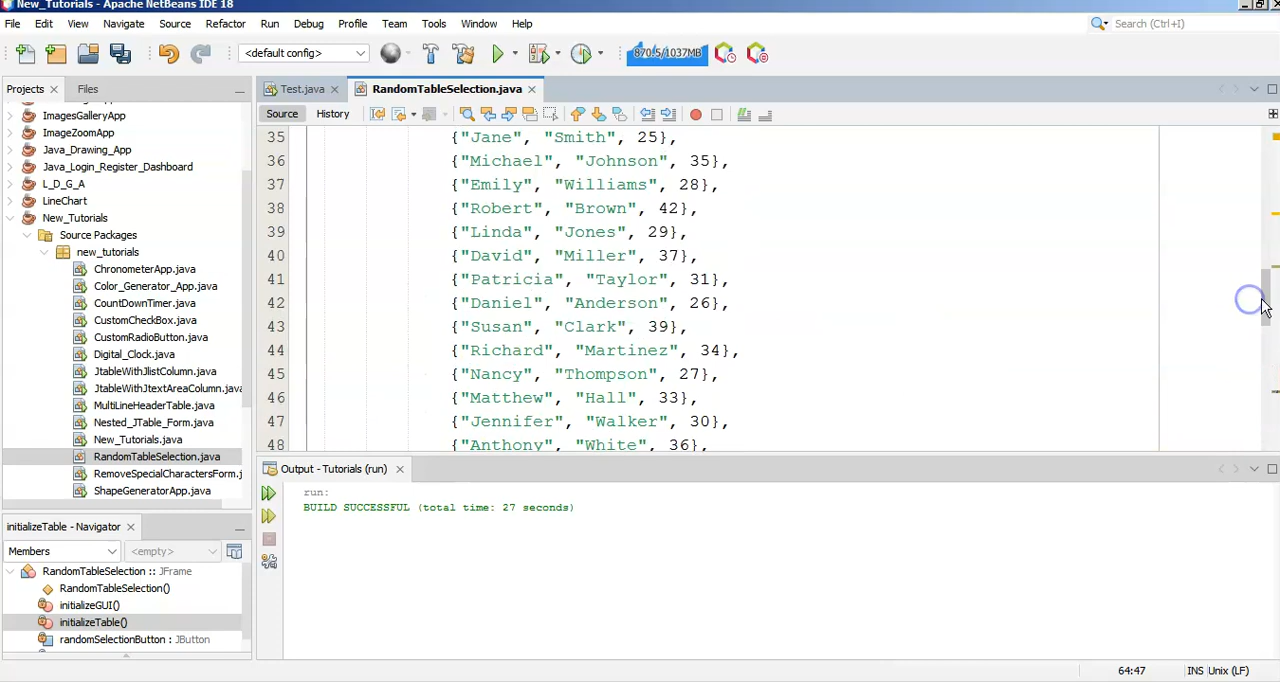 New_Tutorials - Apache NetBeans IDE 18
File Edit View Navigate Source Refactor Run Debug Profile Team Tools Window Help
Search (Ctrl+I)
<default config>
870.5/1037MB
Projects Files
Test.java RandomTableSelection.java
Source History
ImagesGalleryApp
ImageZoomApp
Java_Drawing_App
Java_Login_Register_Dashboard
L_D_G_A
LineChart
New_Tutorials
Source Packages
new_tutorials
ChronometerApp.java
Color_Generator_App.java
CountDownTimer.java
CustomCheckBox.java
CustomRadioButton.java
Digital_Clock.java
JtableWithJlistColumn.java
JtableWithJtextAreaColumn.java
MultiLineHeaderTable.java
Nested_JTable_Form.java
New_Tutorials.java
RandomTableSelection.java
RemoveSpecialCharactersForm.j
ShapeGeneratorApp.java
35 {"Jane", "Smith", 25},
36 {"Michael", "Johnson", 35},
37 {"Emily", "Williams", 28},
38 {"Robert", "Brown", 42},
39 {"Linda", "Jones", 29},
40 {"David", "Miller", 37},
41 {"Patricia", "Taylor", 31},
42 {"Daniel", "Anderson", 26},
43 {"Susan", "Clark", 39},
44 {"Richard", "Martinez", 34},
45 {"Nancy", "Thompson", 27},
46 {"Matthew", "Hall", 33},
47 {"Jennifer", "Walker", 30},
48 {"Anthony", "White", 36},
Output - Tutorials (run)
run:
BUILD SUCCESSFUL (total time: 27 seconds)
initializeTable - Navigator
Members <empty>
RandomTableSelection :: JFrame
RandomTableSelection()
initializeGUI()
initializeTable()
randomSelectionButton : JButton
64:47 INS Unix (LF)